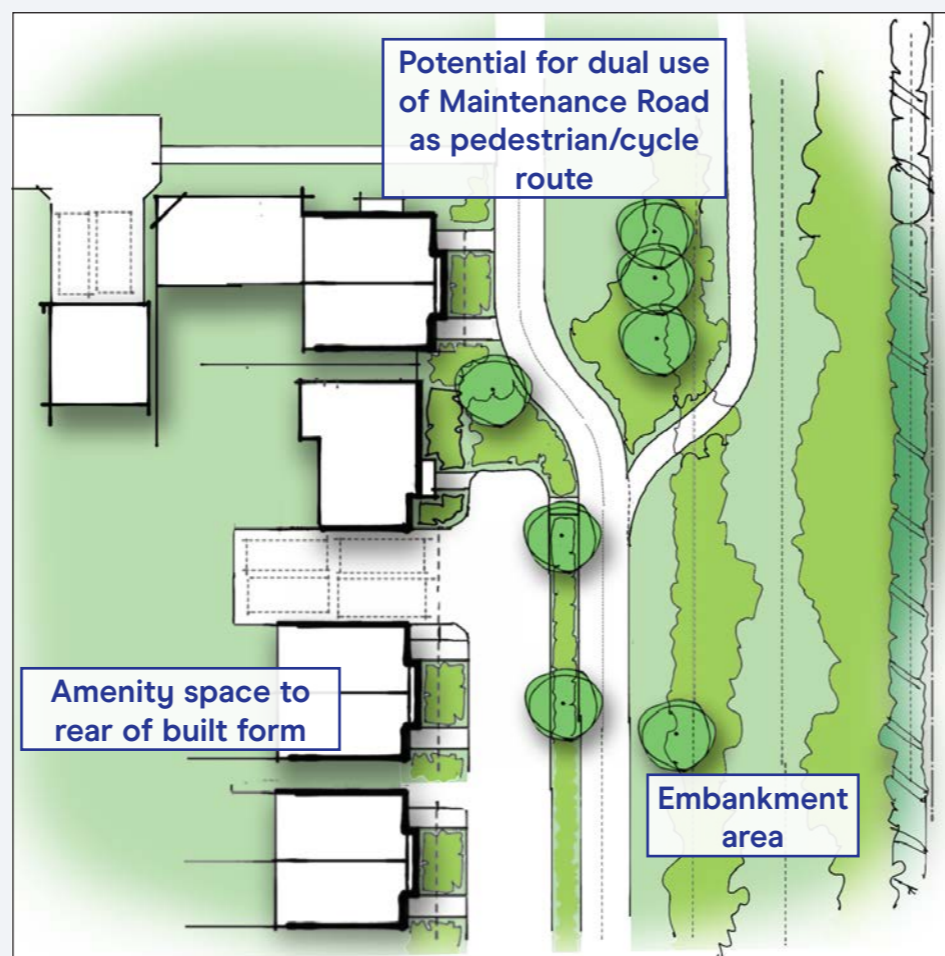 Potential for dual use
of Maintenance Road
as pedestrian/cycle
route
Amenity space to
rear of built form
Embankment
area